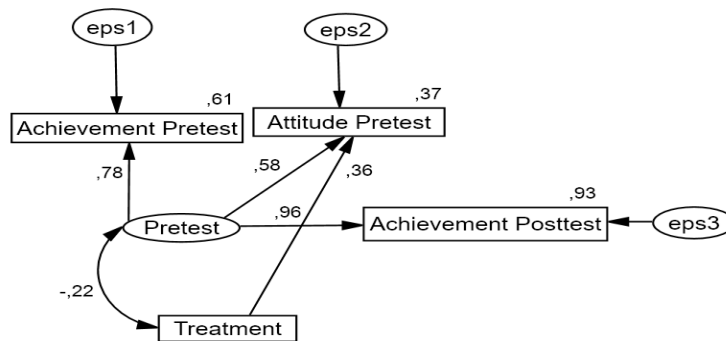 eps1
eps2
,61
,37
Achievement Pretest
Attitude Pretest
,78
,58
,36
,96
,93
Pretest
Achievement Posttest
eps3
-,22
Treatment